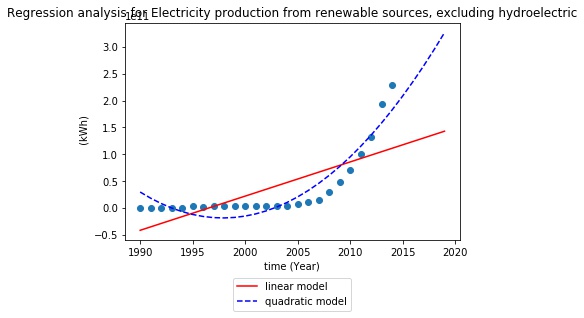 Regression analysis for Electricity production from renewable sources, excluding hydroelectric
1e11
3.0
2.5
2.0
1.5
1.0
0.5
0.0
−0.5
(kWh)
1990 1995 2000 2005 2010 2015 2020
time (Year)
linear model
quadratic model